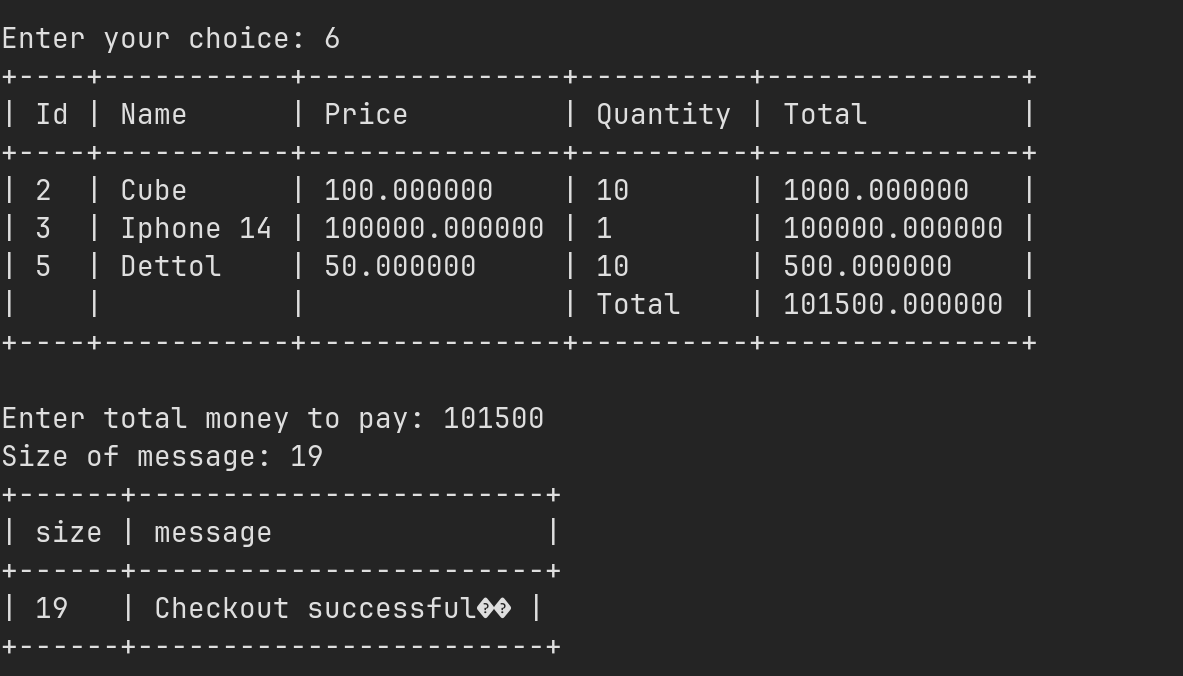 Enter your choice: 6
+----+-----------+---------------+----------+---------------+
| Id | Name      | Price         | Quantity | Total         |
+----+-----------+---------------+----------+---------------+
| 2  | Cube      | 100.000000    | 10       | 1000.000000   |
| 3  | Iphone 14 | 100000.000000 | 1        | 100000.000000 |
| 5  | Dettol    | 50.000000     | 10       | 500.000000    |
|    |           |               | Total    | 101500.000000 |
+----+-----------+---------------+----------+---------------+
Enter total money to pay: 101500
Size of message: 19
+------+------------------------+
| size | message                |
+------+------------------------+
| 19   | Checkout successful�� |
+------+------------------------+